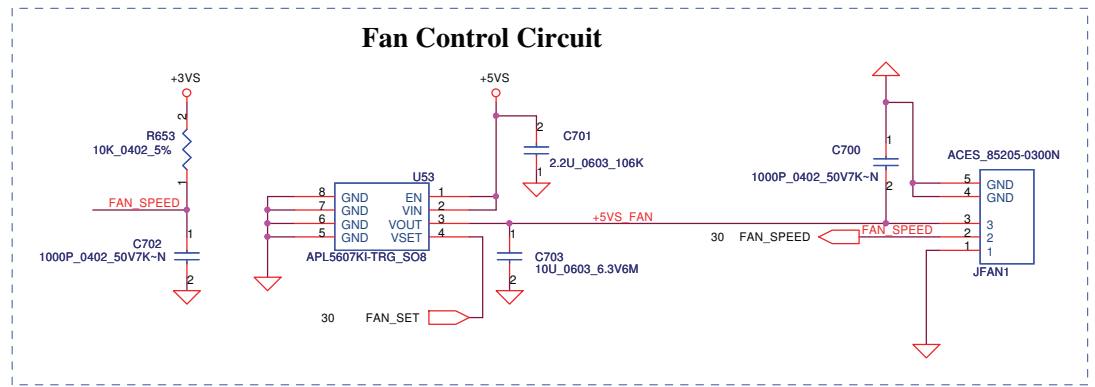 Fan Control Circuit
+3VS
2
R653
10K_0402_5%
1
FAN_SPEED
1
C702
1000P_0402_50V7K~N
2
+5VS
2
C701
2.2U_0603_106K
1
U53
8 GND EN 1
7 GND VIN 2
6 GND VOUT 3
5 GND VSET 4
APL5607KI-TRG_SO8
1
C703
10U_0603_6.3V6M
2
30 FAN_SET
+5VS_FAN
1
C700
1000P_0402_50V7K~N
2
30 FAN_SPEED
FAN_SPEED
ACES_85205-0300N
5 GND
4 GND
3 3
2 2
1 1
JFAN1